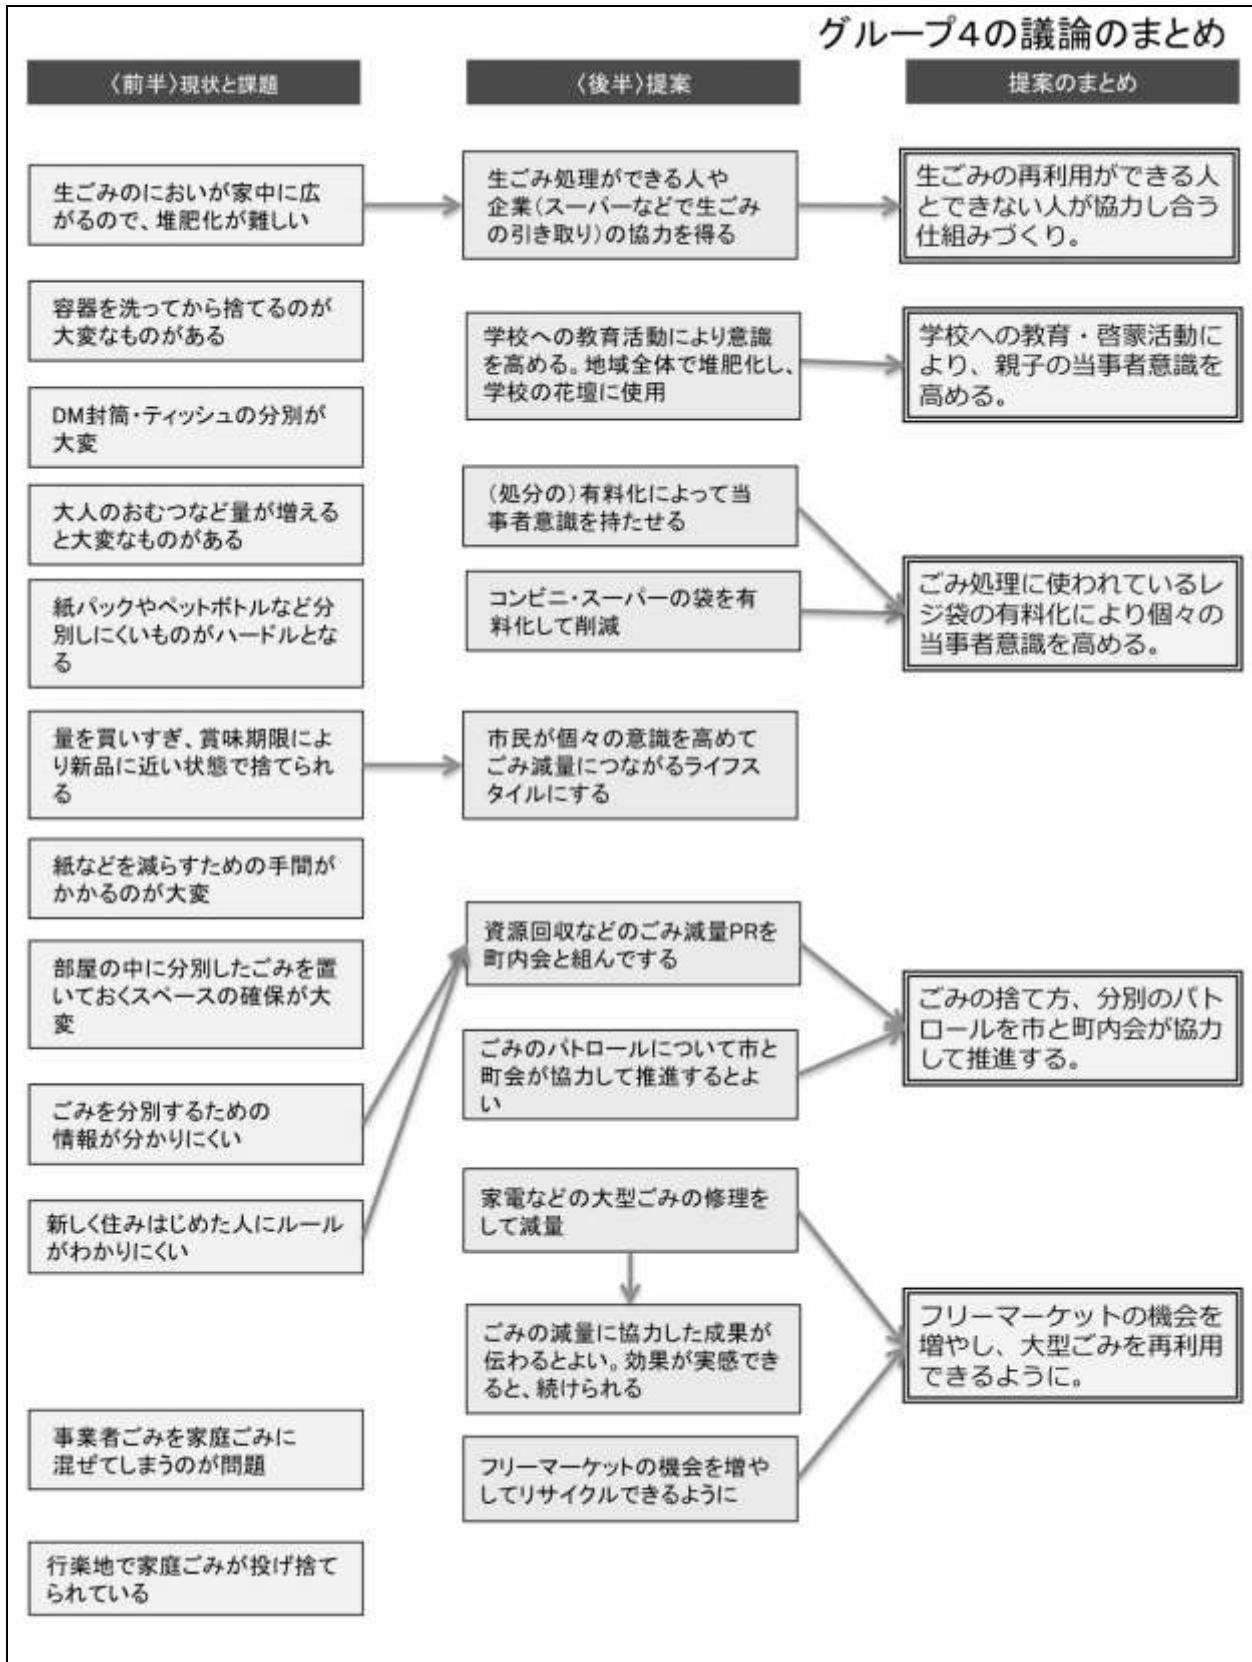 グループ4の議論のまとめ
〈前半〉現状と課題
生ごみのにおいが家中に広
がるので、堆肥化が難しい
容器を洗ってから捨てるのが
大変なものがある
DM封筒・ティッシュの分別が
大変
大人のおむつなど量が増える
と大変なものがある
紙パックやペットボトルなど分
別しにくいものがハードルとな
る
量を買いすぎ、賞味期限によ
り新品に近い状態で捨てられ
る
紙などを減らすための手間が
かかるのが大変
部屋の中に分別したごみを置
いておくスペースの確保が大
変
ごみを分別するための
情報が分かりにくい
新しく住みはじめた人にルール
がわかりにくい
事業者ごみを家庭ごみに
混ぜてしまうのが問題
行楽地で家庭ごみが投げ捨て
られている
〈後半〉提案
生ごみ処理ができる人や
企業(スーパーなどで生ごみ
の引き取り)の協力を得る
学校への教育活動により意識
を高める。地域全体で堆肥化し、
学校の花壇に使用
(処分の)有料化によって当
事者意識を持たせる
コンビニ・スーパーの袋を有
料化して削減
市民が個々の意識を高めて
ごみ減量につながるライフス
タイルにする
資源回収などのごみ減量PRを
町内会と組んでする
ごみのパトロールについて市と
町会が協力して推進するとよ
い
家電などの大型ごみの修理を
して減量
ごみの減量に協力した成果が
伝わるとよい。効果が実感でき
ると、続けられる
フリーマーケットの機会を増や
してリサイクルできるように
提案のまとめ
生ごみの再利用ができる人
とできない人が協力し合う
仕組みづくり。
学校への教育・啓蒙活動に
より、親子の当事者意識を
高める。
ごみ処理に使われているレ
ジ袋の有料化により個々の
当事者意識を高める。
ごみの捨て方、分別のパト
ロールを市と町内会が協力
して推進する。
フリーマーケットの機会を
増やし、大型ごみを再利用
できるように。